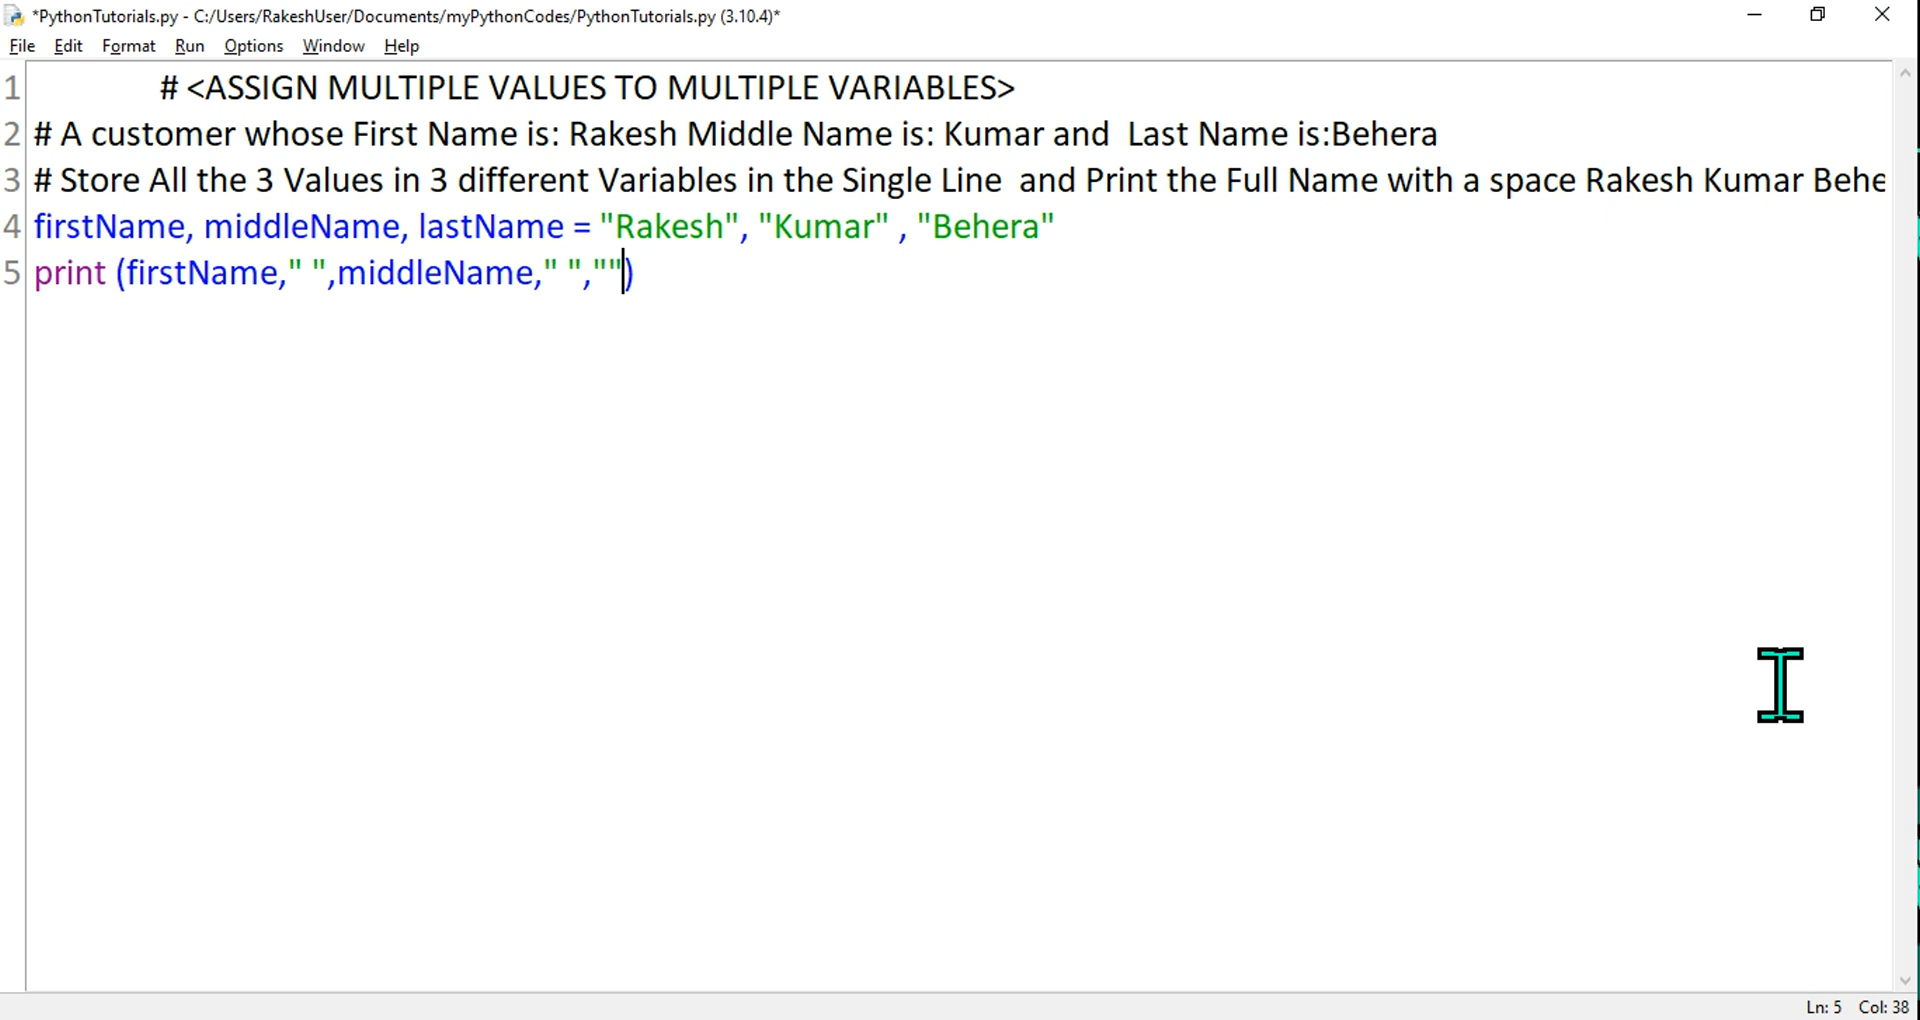 *PythonTutorials.py - C:/Users/RakeshUser/Documents/myPythonCodes/PythonTutorials.py (3.10.4)*
File Edit Format Run Options Window Help
1 # <ASSIGN MULTIPLE VALUES TO MULTIPLE VARIABLES>
2 # A customer whose First Name is: Rakesh Middle Name is: Kumar and  Last Name is:Behera
3 # Store All the 3 Values in 3 different Variables in the Single Line  and Print the Full Name with a space Rakesh Kumar Behe
4 firstName, middleName, lastName = "Rakesh", "Kumar" , "Behera"
5 print (firstName," ",middleName," ","")
Ln: 5 Col: 38